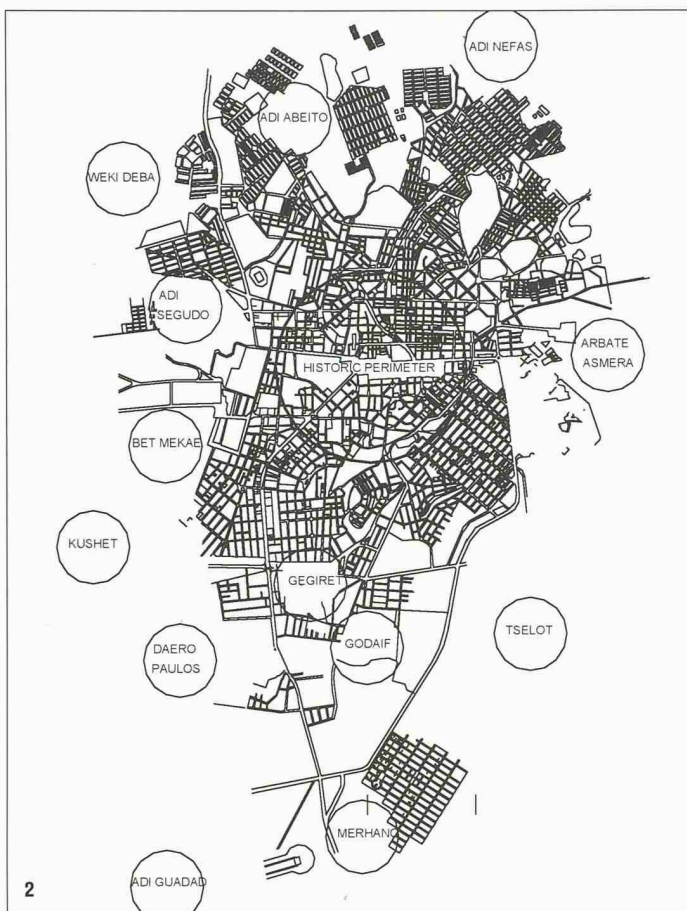 ADI NEFAS
ADI ABEITO
WEKI DEBA
ADI
SEGUDO
ARBATE
ASMERA
HISTORIC PERIMETER
BET MEKAE
KUSHET
GEGIRET
TSELOT
GODAIF
DAERO
PAULOS
MERHANO
ADI GUADAD
2